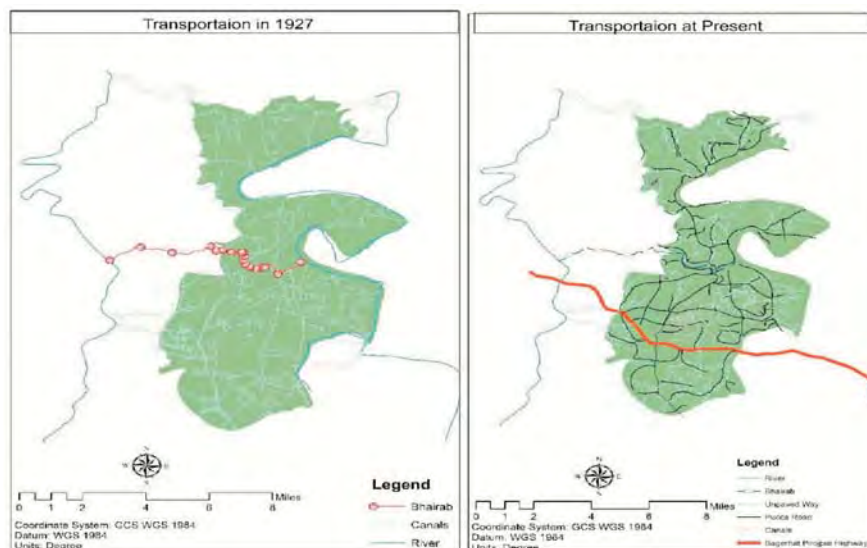 Transportaion in 1927
N
W
E
S
0 1 2 4 6 8
Miles
Coordinate System: GCS WGS 1984
Datum: WGS 1984
Units: Degree
Legend
Bhairab
Canals
River
Transportaion at Present
N
W
E
S
0 1 2 4 6 8
Miles
Coordinate System: GCS WGS 1984
Datum: WGS 1984
Units: Degree
Legend
River
Bhairab
Unpaved Way
Pucca Road
Canals
Bagerhat Pirojpur Highway